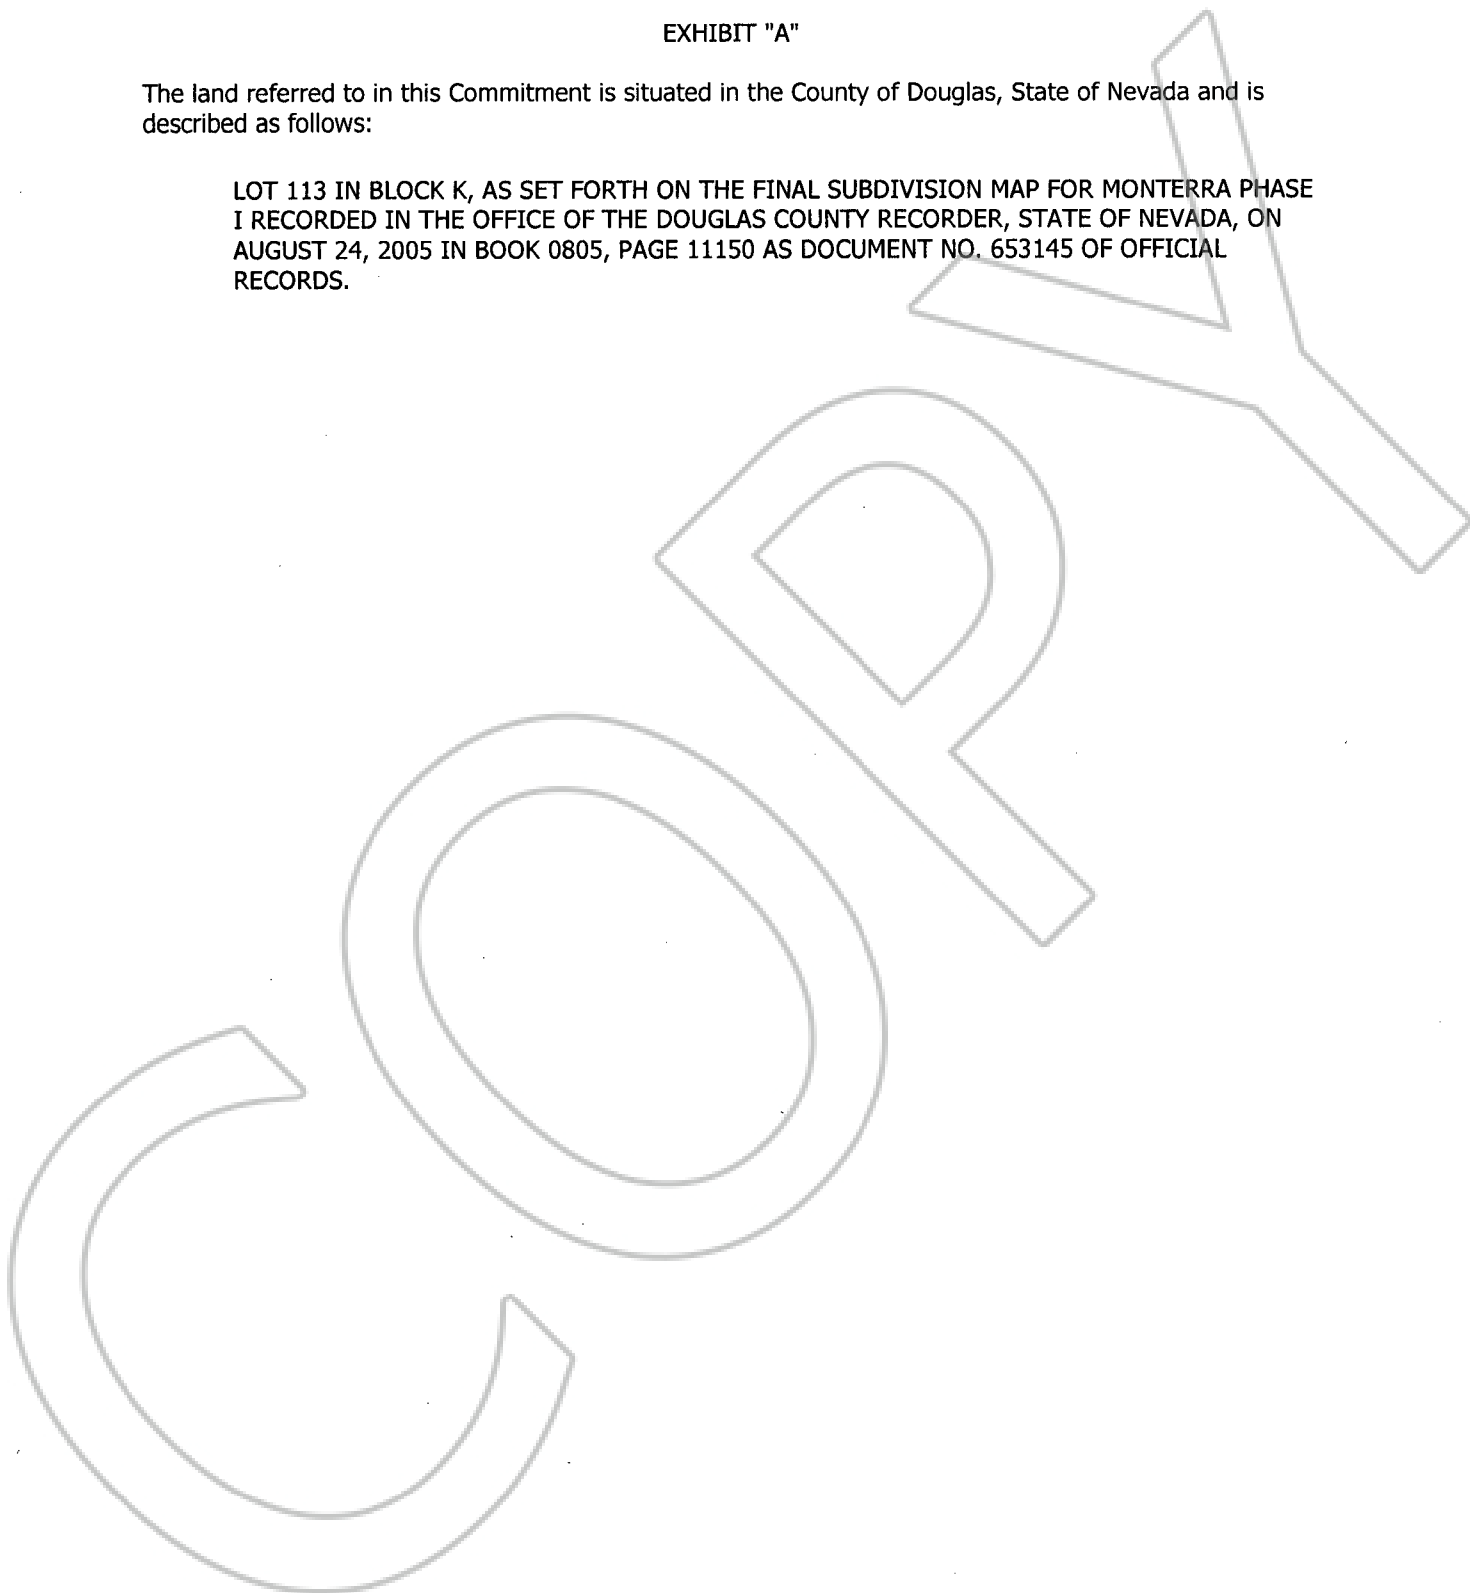 EXHIBIT "A"
The land referred to in this Commitment is situated in the County of Douglas, State of Nevada and is
described as follows:
LOT 113 IN BLOCK K, AS SET FORTH ON THE FINAL SUBDIVISION MAP FOR MONTERRA PHASE
I RECORDED IN THE OFFICE OF THE DOUGLAS COUNTY RECORDER, STATE OF NEVADA, ON
AUGUST 24, 2005 IN BOOK 0805, PAGE 11150 AS DOCUMENT NO. 653145 OF OFFICIAL
RECORDS.
COPY